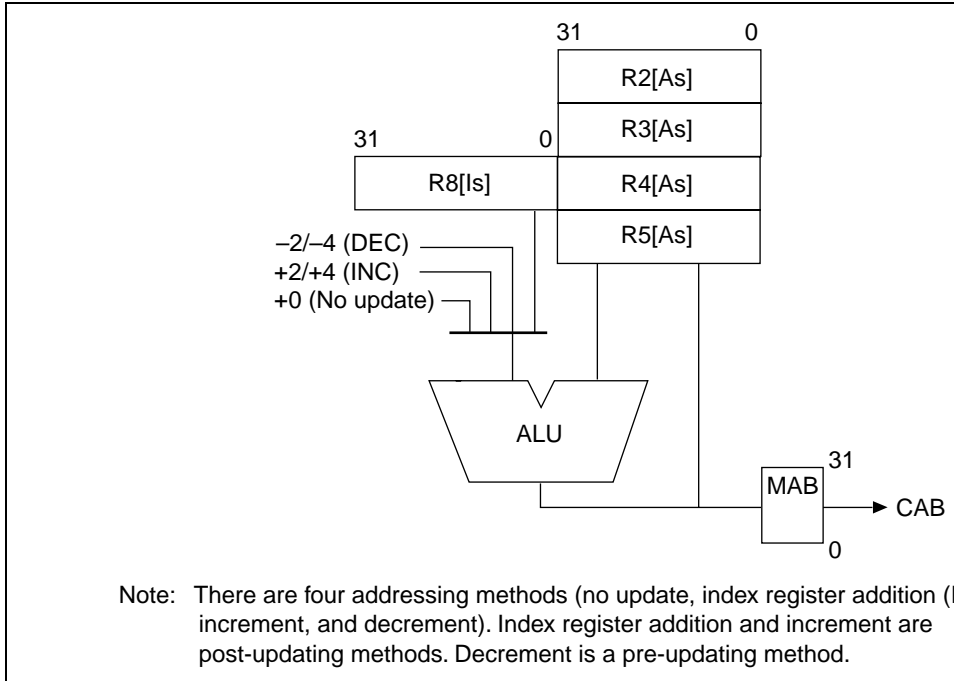 31 0
R2[As]
R3[As]
31 0
R8[Is] R4[As]
R5[As]
–2/–4 (DEC)
+2/+4 (INC)
+0 (No update)
ALU
31
MAB
CAB
0
Note: There are four addressing methods (no update, index register addition (
increment, and decrement). Index register addition and increment are
post-updating methods. Decrement is a pre-updating method.